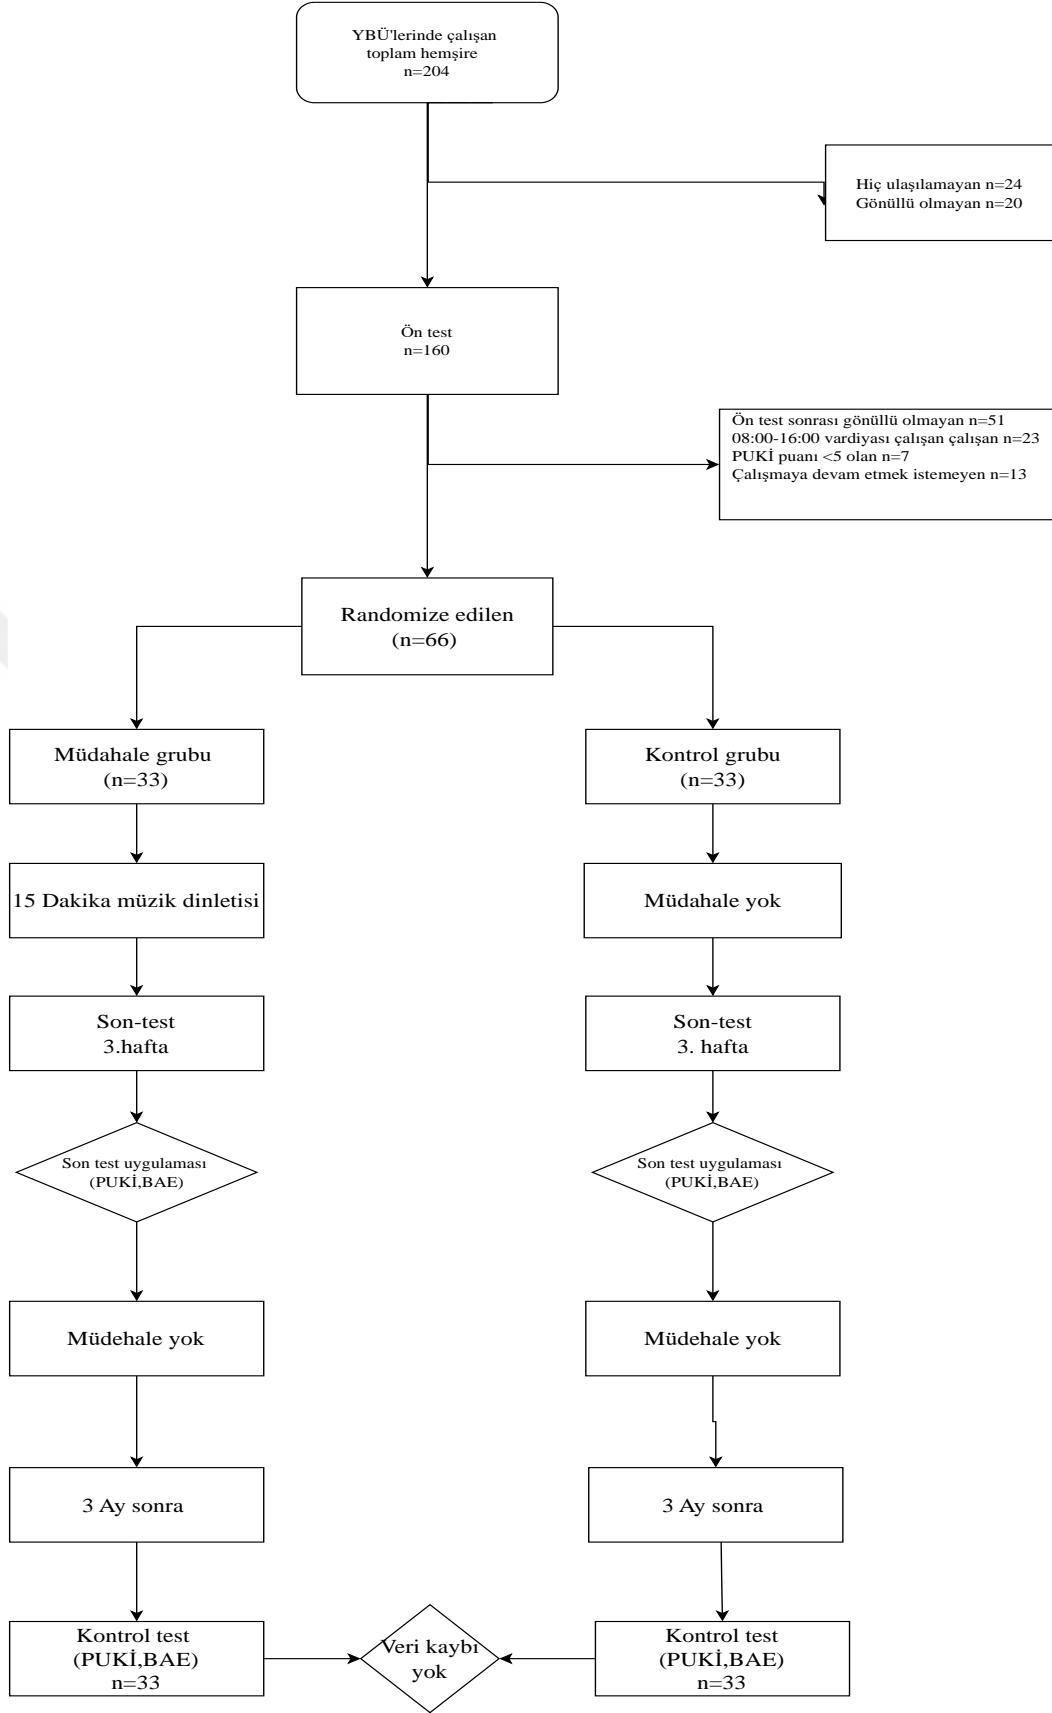 YBÜ'lerinde çalışan
toplam hemşire
n=204
Hiç ulaşılamayan n=24
Gönüllü olmayan n=20
Ön test
n=160
Ön test sonrası gönüllü olmayan n=51
08:00-16:00 vardiyası çalışan çalışan n=23
PUKİ puanı <5 olan n=7
Çalışmaya devam etmek istemeyen n=13
Randomize edilen
(n=66)
Müdahale grubu
(n=33)
Kontrol grubu
(n=33)
15 Dakika müzik dinletisi
Müdahale yok
Son-test
3.hafta
Son-test
3. hafta
Son test uygulaması
(PUKİ,BAE)
Son test uygulaması
(PUKİ,BAE)
Müdehale yok
Müdehale yok
3 Ay sonra
3 Ay sonra
Kontrol test
(PUKİ,BAE)
n=33
Veri kaybı
yok
Kontrol test
(PUKİ,BAE)
n=33